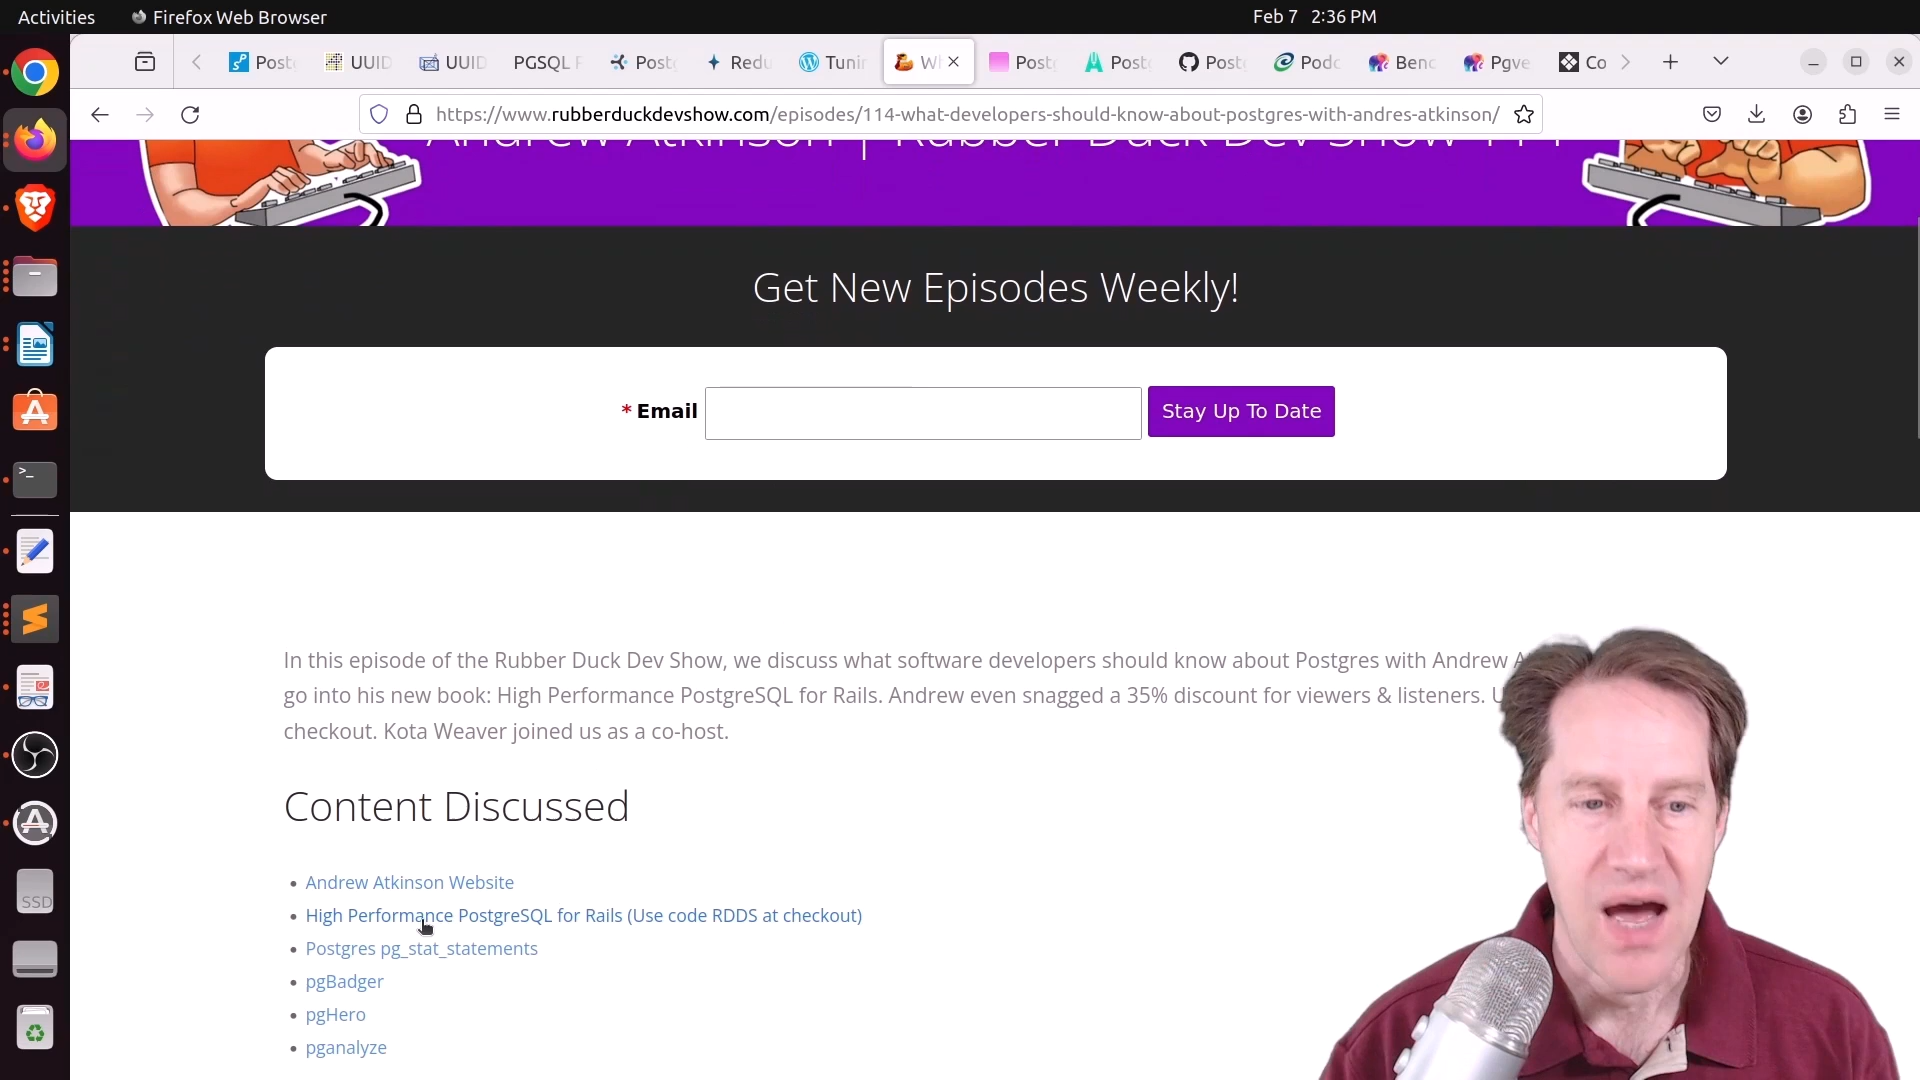 Activities
Firefox Web Browser
Feb 7 2:36 PM
Post
UUID
UUID
PGSQL
Post
Redu
Tunin
W
Post
Post
Post
Podc
Benc
Pgve
Co
https://www.rubberduckdevshow.com/episodes/114-what-developers-should-know-about-postgres-with-andres-atkinson/
Andrew Atkinson | Rubber Duck Dev Show 114
Get New Episodes Weekly!
* Email
Stay Up To Date
In this episode of the Rubber Duck Dev Show, we discuss what software developers should know about Postgres with Andrew
go into his new book: High Performance PostgreSQL for Rails. Andrew even snagged a 35% discount for viewers & listeners.
checkout. Kota Weaver joined us as a co-host.
Content Discussed
• Andrew Atkinson Website
• High Performance PostgreSQL for Rails (Use code RDDS at checkout)
• Postgres pg_stat_statements
• pgBadger
• pgHero
• pganalyze
SSD